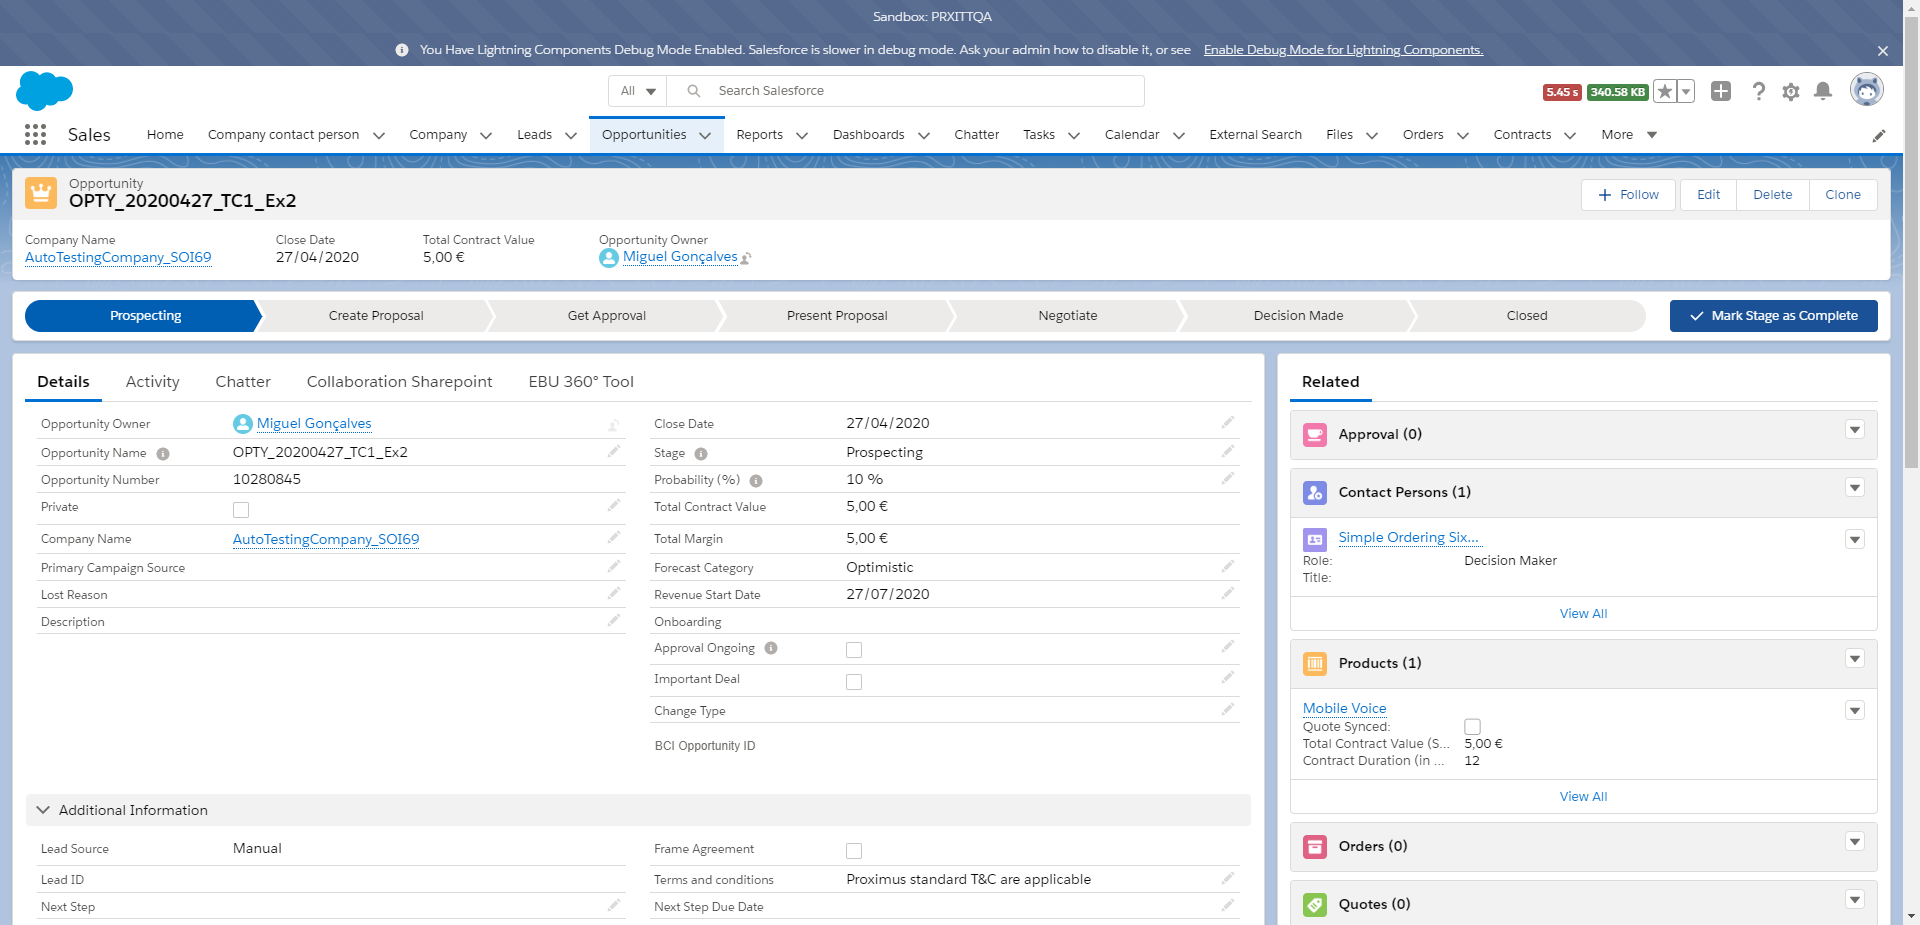 Sandbox: PRXITTQA
You Have Lightning Components Debug Mode Enabled. Salesforce is slower in debug mode. Ask your admin how to disable it, or see Enable Debug Mode for Lightning Components.
All Search Salesforce 5.45 s 340.58 KB
Sales Home Company contact person Company Leads Opportunities Reports Dashboards Chatter Tasks Calendar External Search Files Orders Contracts More
Opportunity
OPTY_20200427_TC1_Ex2
Follow Edit Delete Clone
Company Name Close Date Total Contract Value Opportunity Owner
AutoTestingCompany_SOI69 27/04/2020 5,00 € Miguel Gonçalves
Prospecting Create Proposal Get Approval Present Proposal Negotiate Decision Made Closed Mark Stage as Complete
Details Activity Chatter Collaboration Sharepoint EBU 360° Tool
Opportunity Owner Miguel Gonçalves
Opportunity Name OPTY_20200427_TC1_Ex2
Opportunity Number 10280845
Private
Company Name AutoTestingCompany_SOI69
Primary Campaign Source
Lost Reason
Description
Close Date 27/04/2020
Stage Prospecting
Probability (%) 10 %
Total Contract Value 5,00 €
Total Margin 5,00 €
Forecast Category Optimistic
Revenue Start Date 27/07/2020
Onboarding
Approval Ongoing
Important Deal
Change Type
BCI Opportunity ID
Additional Information
Lead Source Manual
Lead ID
Next Step
Frame Agreement
Terms and conditions Proximus standard T&C are applicable
Next Step Due Date
Related
Approval (0)
Contact Persons (1)
Simple Ordering Six...
Role: Decision Maker
Title:
View All
Products (1)
Mobile Voice
Quote Synced:
Total Contract Value (S... 5,00 €
Contract Duration (in ... 12
View All
Orders (0)
Quotes (0)